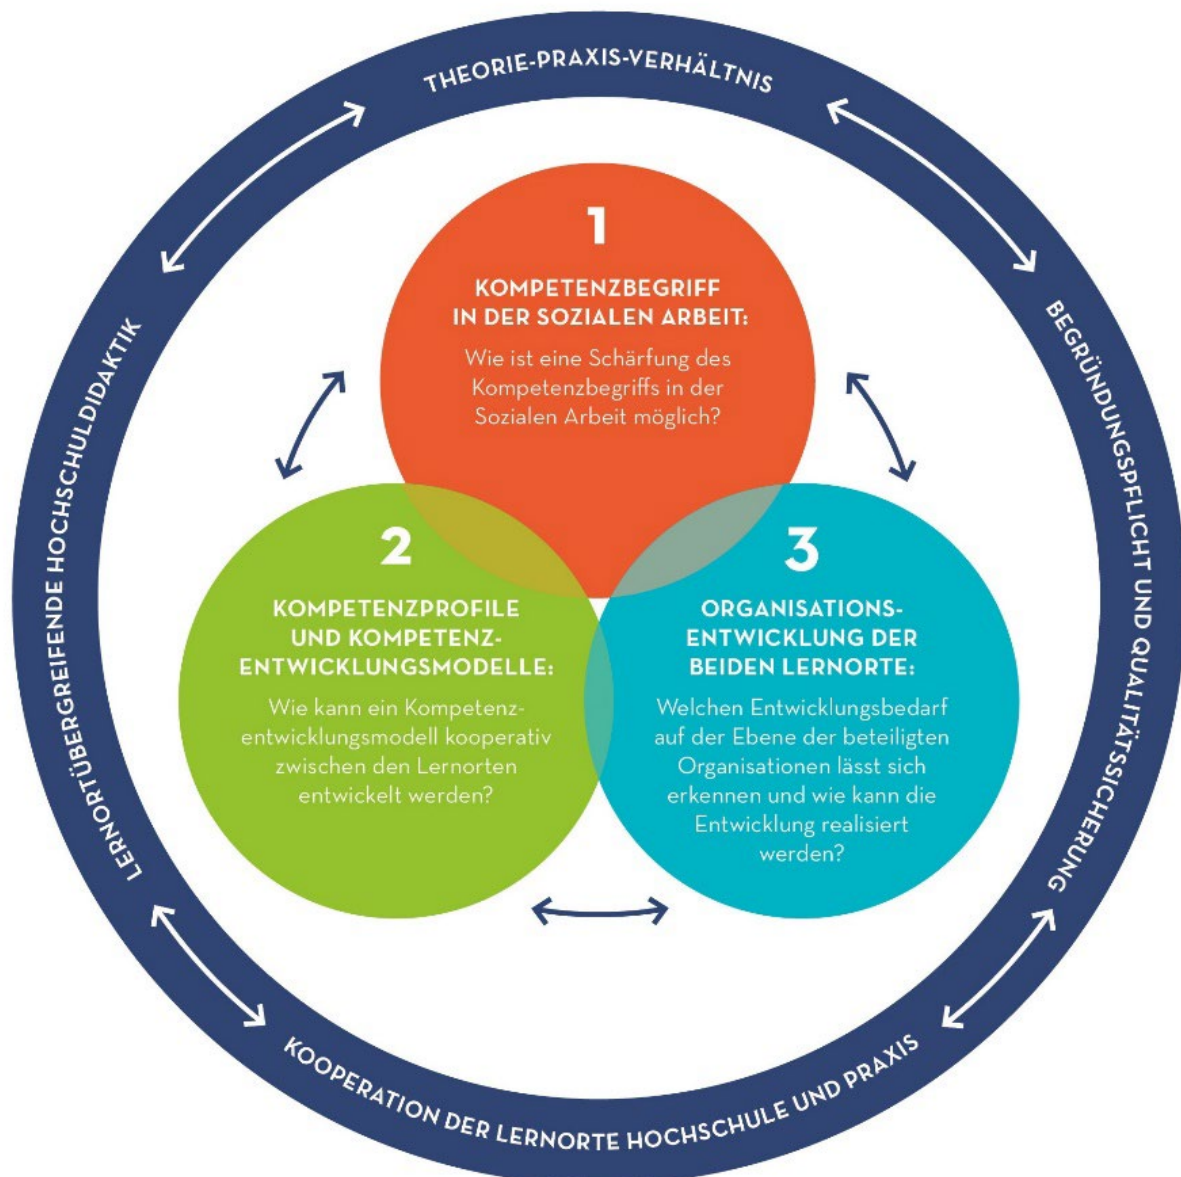 THEORIE-PRAXIS-VERHÄLTNIS
BEGRÜNDUNGSPFLICHT UND QUALITÄTSSICHERUNG
KOOPERATION DER LERNORTE HOCHSCHULE UND PRAXIS
LERNORTÜBERGREIFENDE HOCHSCHULDIDAKTIK
1
KOMPETENZBEGRIFF
IN DER SOZIALEN ARBEIT:
Wie ist eine Schärfung des
Kompetenzbegriffs in der
Sozialen Arbeit möglich?
2
KOMPETENZPROFILE
UND KOMPETENZ-
ENTWICKLUNGSMODELLE:
Wie kann ein Kompetenz-
entwicklungsmodell kooperativ
zwischen den Lernorten
entwickelt werden?
3
ORGANISATIONS-
ENTWICKLUNG DER
BEIDEN LERNORTE:
Welchen Entwicklungsbedarf
auf der Ebene der beteiligten
Organisationen lässt sich
erkennen und wie kann die
Entwicklung realisiert
werden?